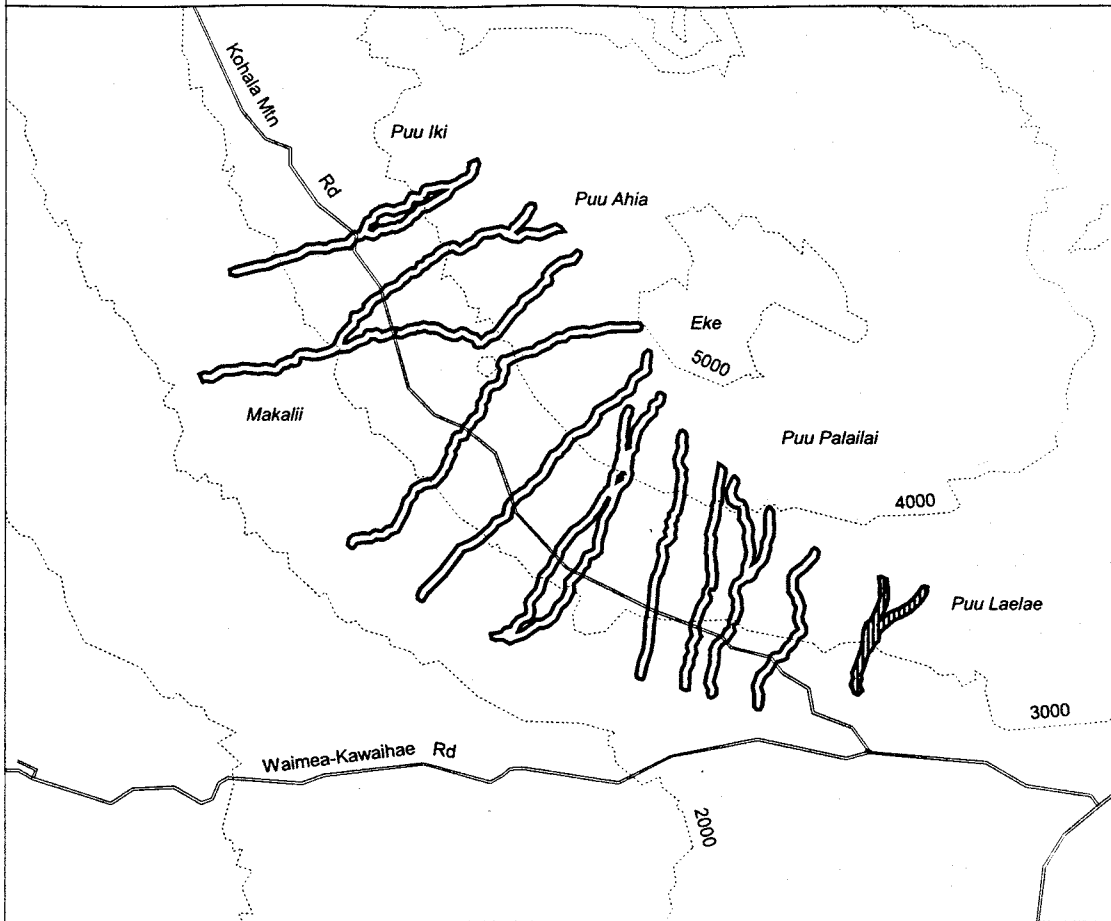 Kohala Mtn
Rd
Puu Iki
Puu Ahia
Eke
5000
Makalii
Puu Palailai
4000
Puu Laelae
3000
Waimea-Kawaihae Rd
2000